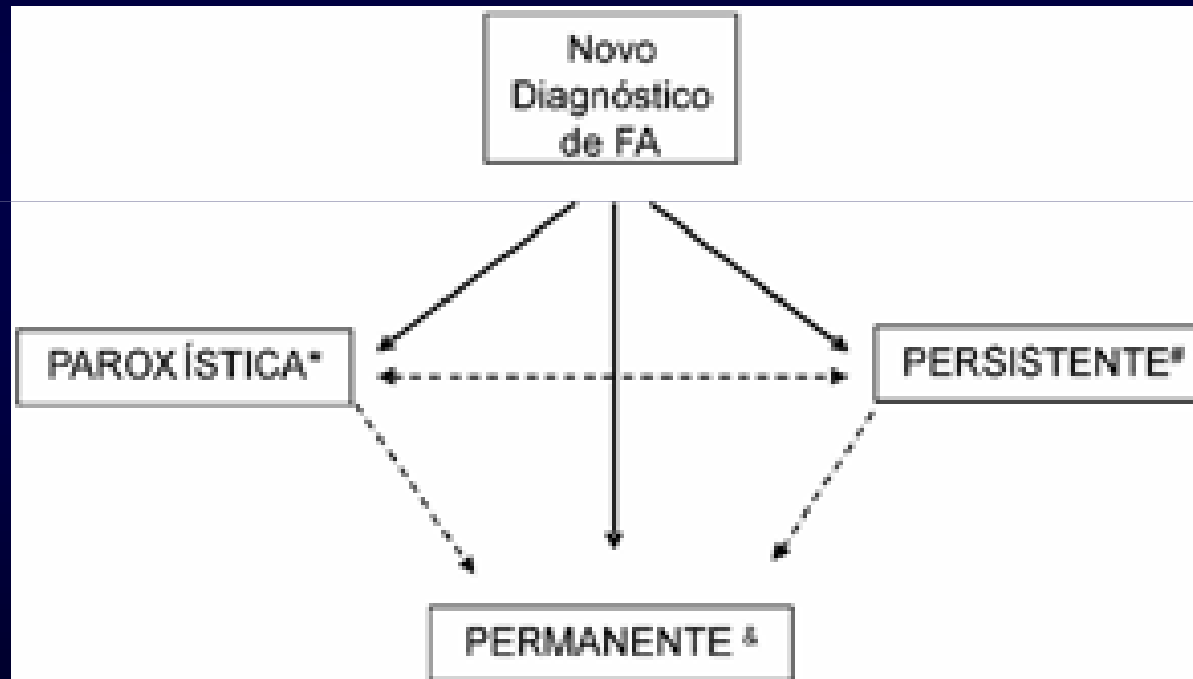 Novo
Diagnóstico
de FA
PAROXÍSTICA*
PERSISTENTE#
PERMANENTE &